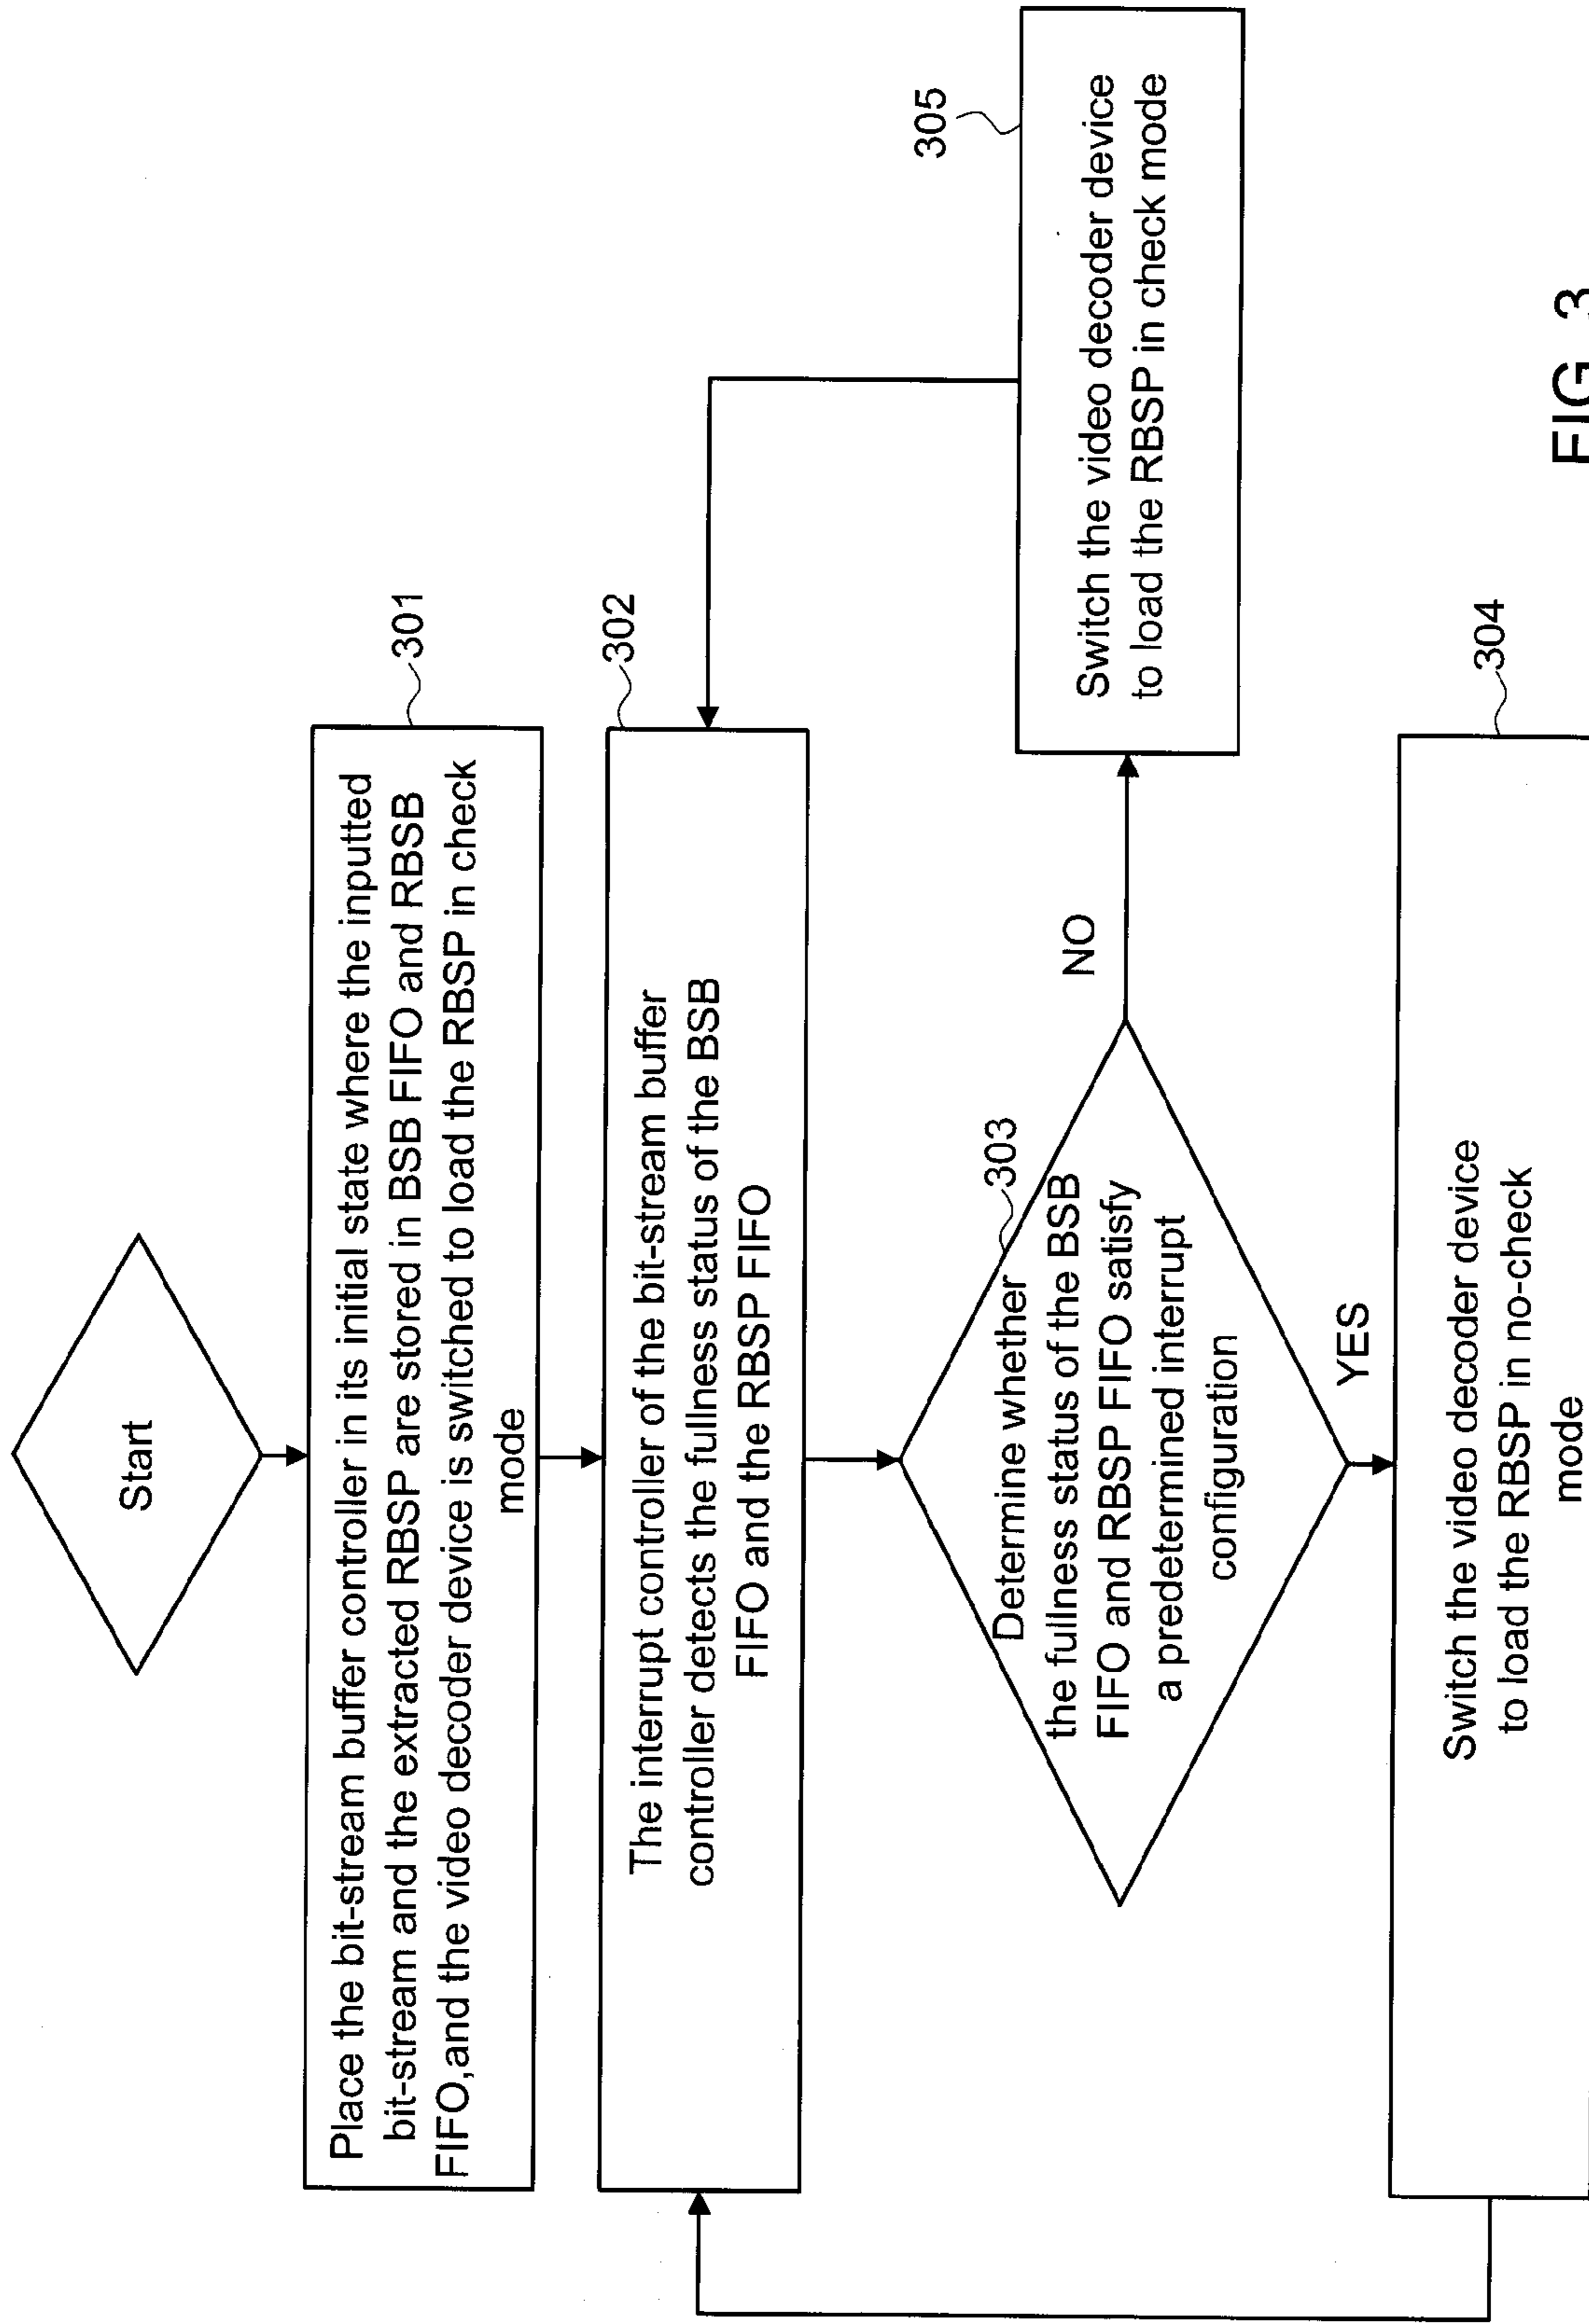 Start
301
Place the bit-stream buffer controller in its initial state where the inputted
bit-stream and the extracted RBSP are stored in BSB FIFO and RBSB
FIFO,and the video decoder device is switched to load the RBSP in check
mode
302
The interrupt controller of the bit-stream buffer
controller detects the fullness status of the BSB
FIFO and the RBSP FIFO
303
Determine whether
the fullness status of the BSB
FIFO and RBSP FIFO satisfy
a predetermined interrupt
configuration
NO
305
Switch the video decoder device
to load the RBSP in check mode
YES
304
Switch the video decoder device
to load the RBSP in no-check
mode
FIG. 3